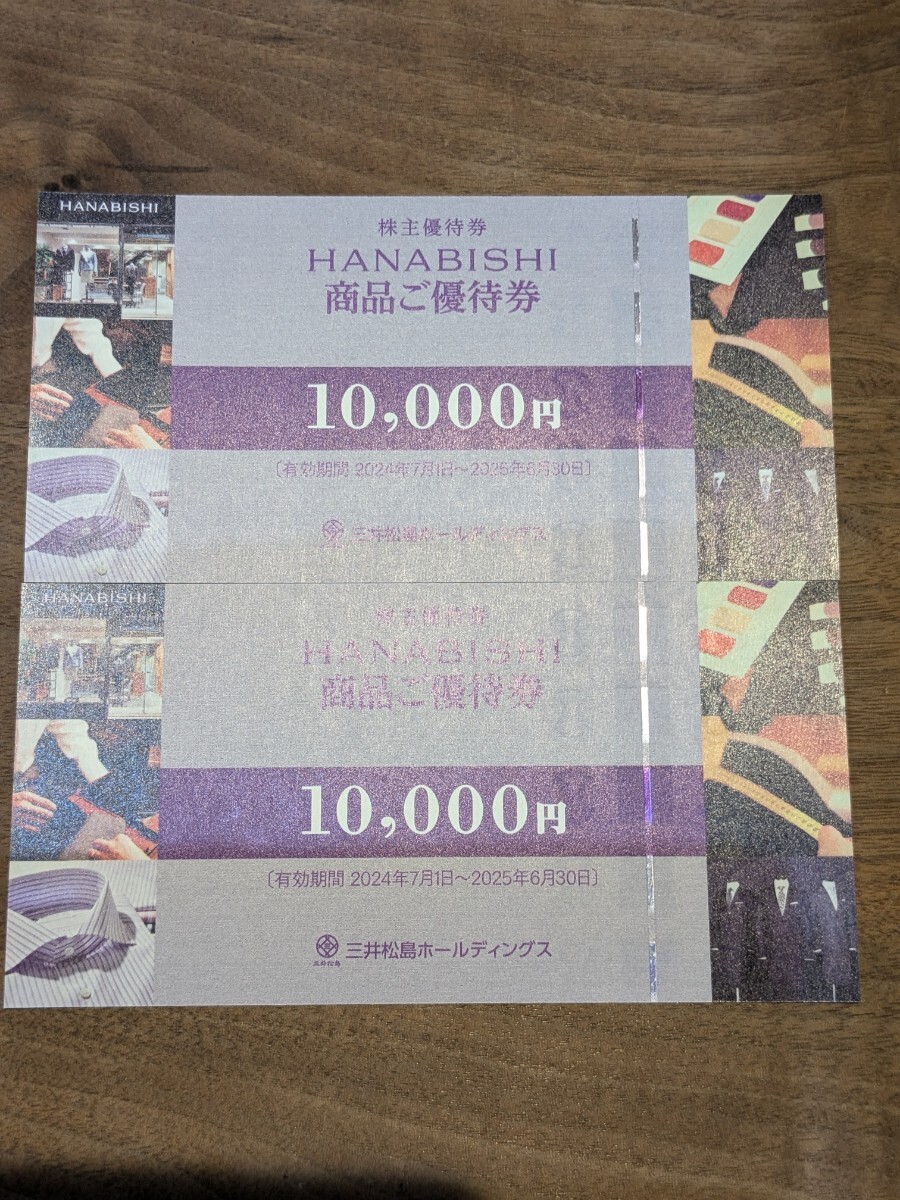 HANABISHI
株主優待券
HANABISHI
商品ご優待券
10,000円
〔有効期間 2024年7月1日～2025年6月30日〕
三井松島ホールディングス
HANABISHI
株主優待券
HANABISHI
商品ご優待券
10,000円
〔有効期間 2024年7月1日～2025年6月30日〕
三井松島
三井松島ホールディングス